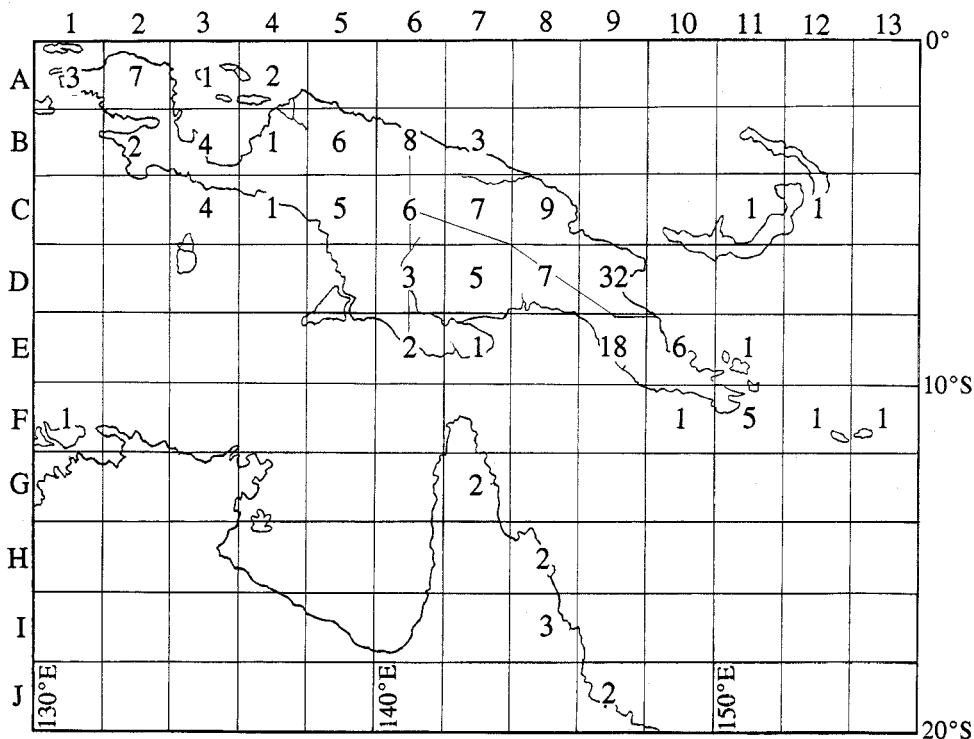 1 2 3 4 5 6 7 8 9 10 11 12 13
0°
A 3 7 1 2
B 2 4 1 6 8 3
C 4 1 5 6 7 9 1 1
D 3 5 7 32
E 2 1 18 6 1
10°S
F 1 1 5 1 1
G 2
H 2
I 3
J 2
130°E 140°E 150°E
20°S